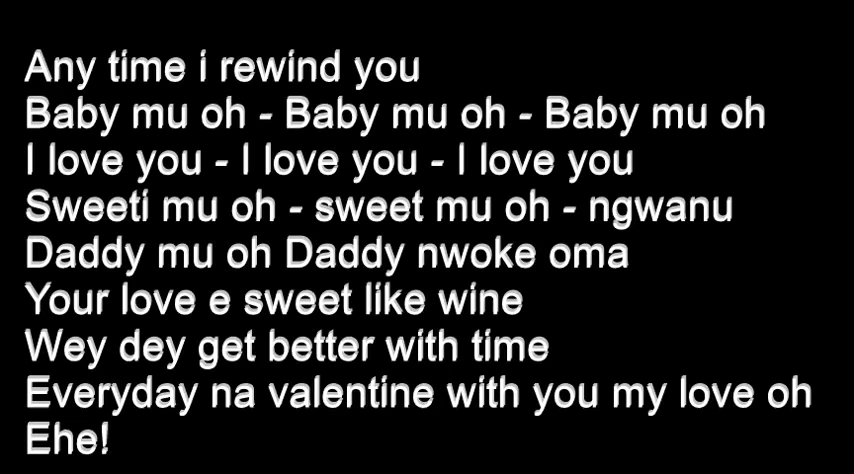 Any time i rewind you
Baby mu oh - Baby mu oh - Baby mu oh
I love you - I love you - I love you
Sweeti mu oh - sweet mu oh - ngwanu
Daddy mu oh Daddy nwoke oma
Your love e sweet like wine
Wey dey get better with time
Everyday na valentine with you my love oh
Ehe!